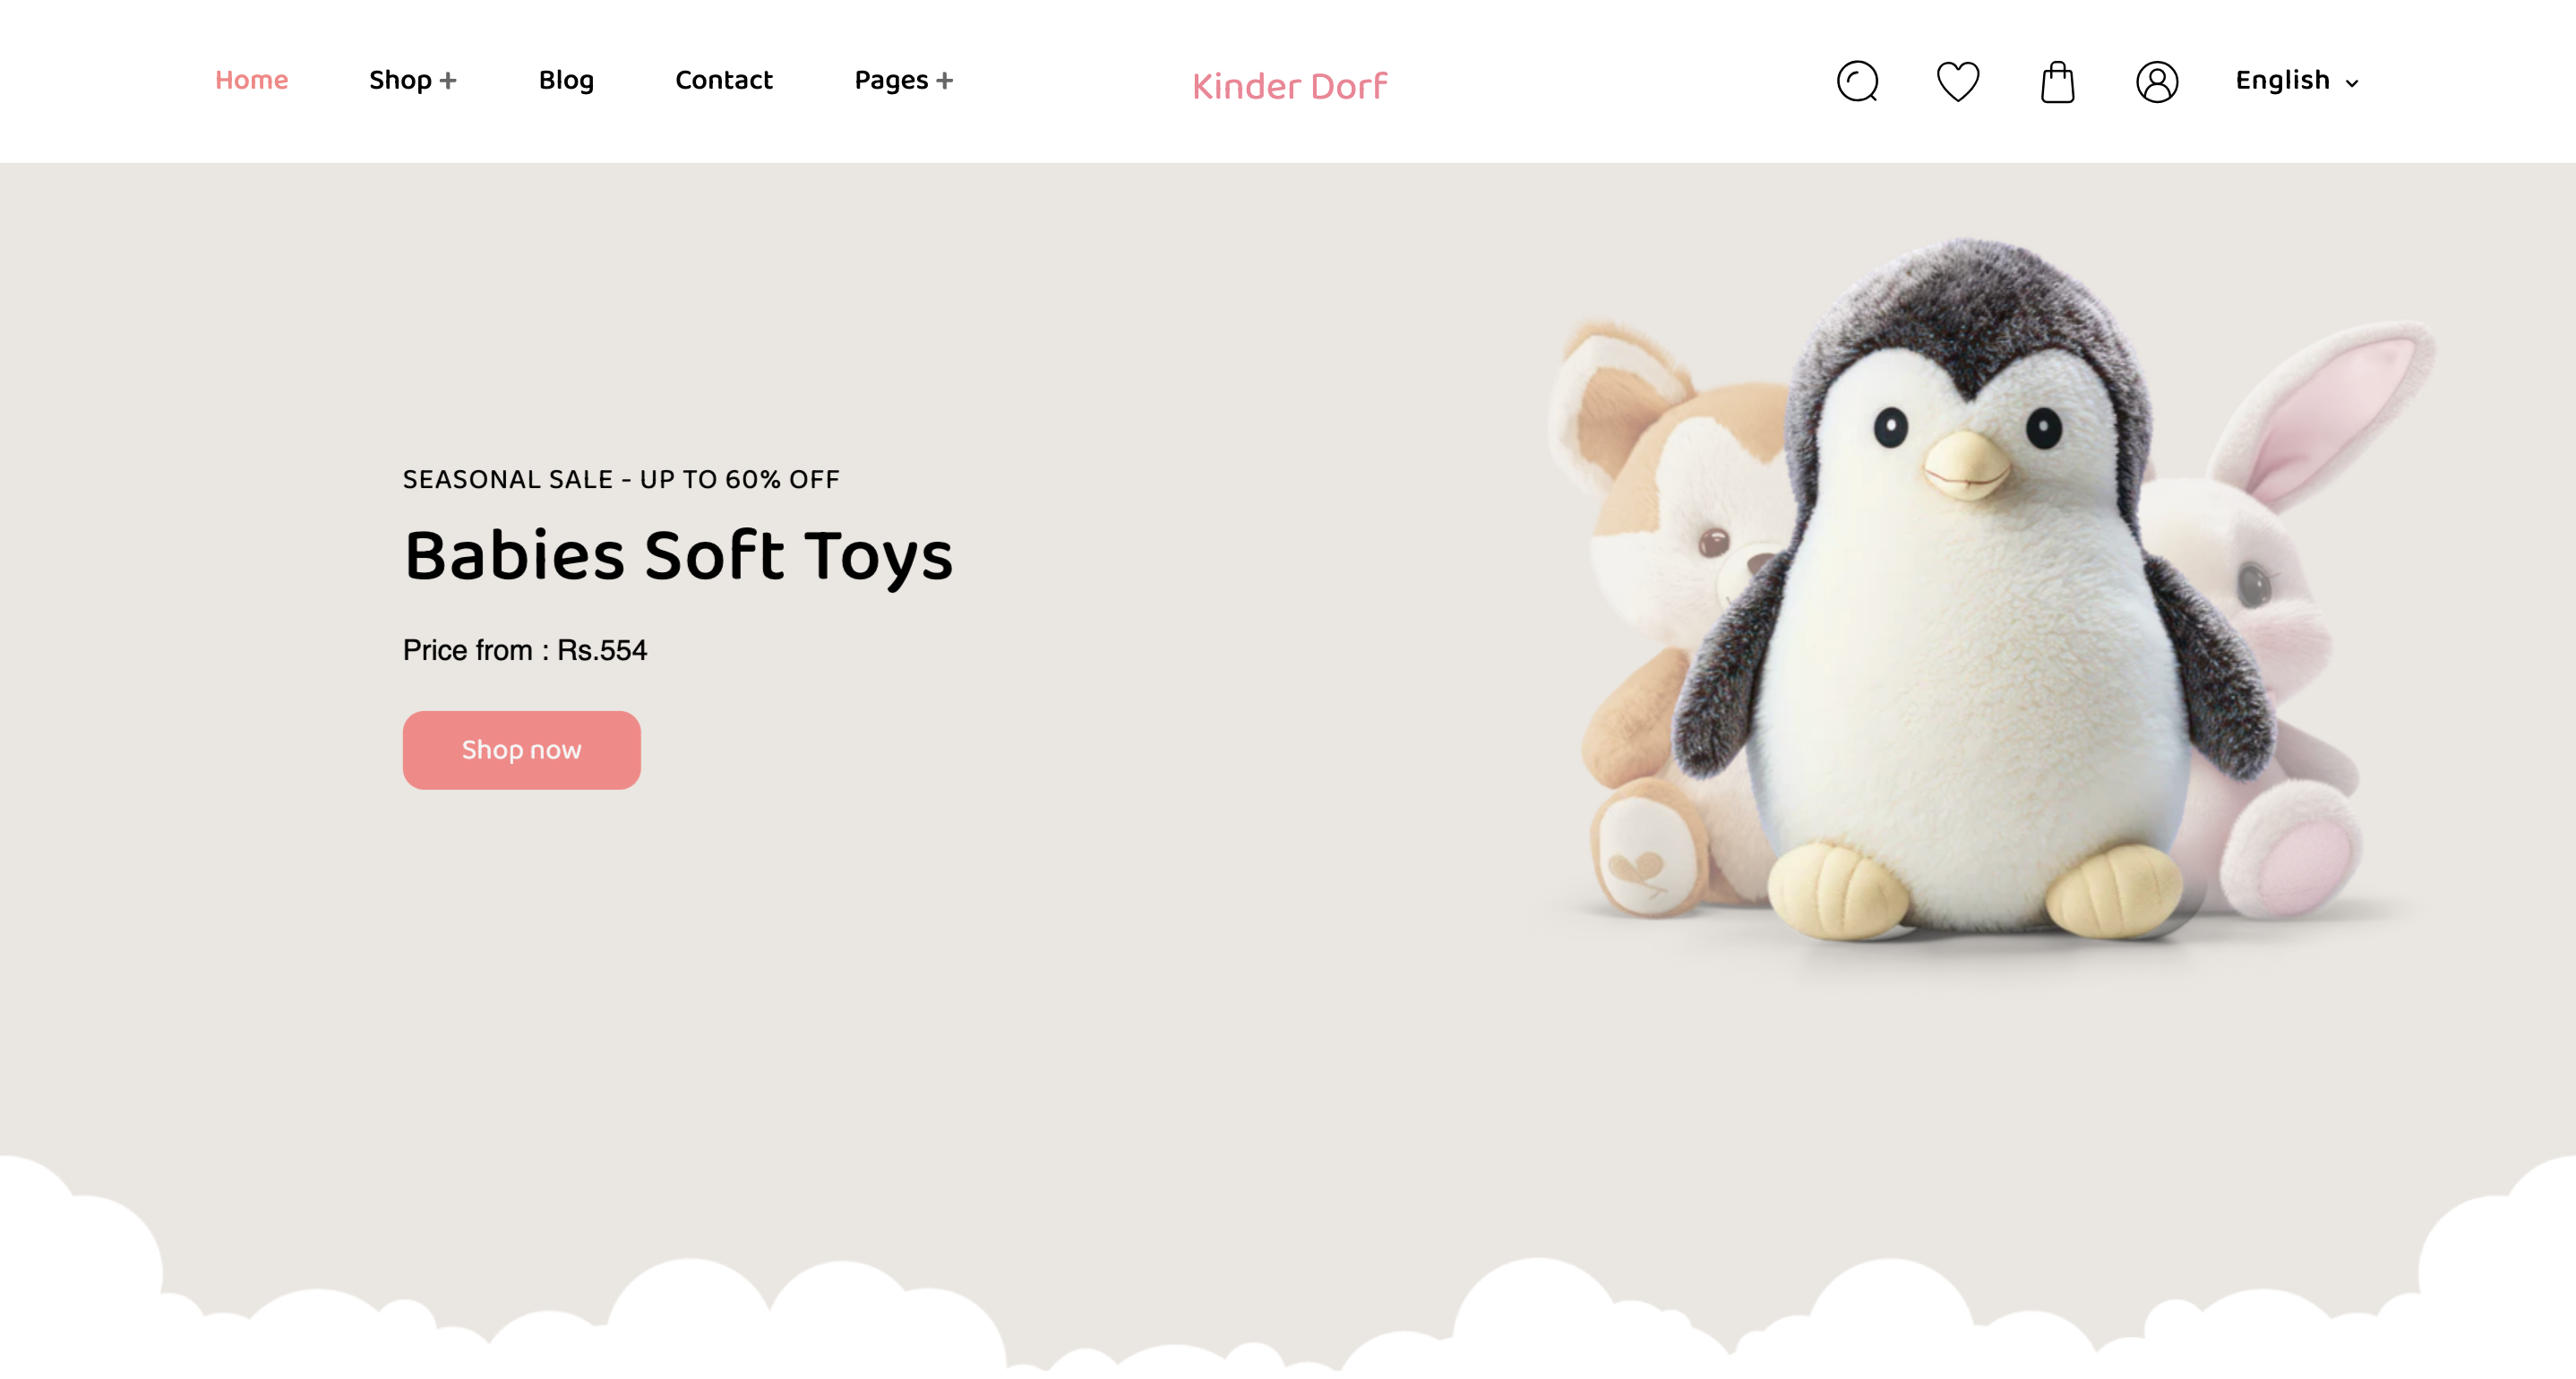 Home Shop + Blog Contact Pages + Kinder Dorf English
SEASONAL SALE - UP TO 60% OFF
Babies Soft Toys
Price from : Rs.554
Shop now